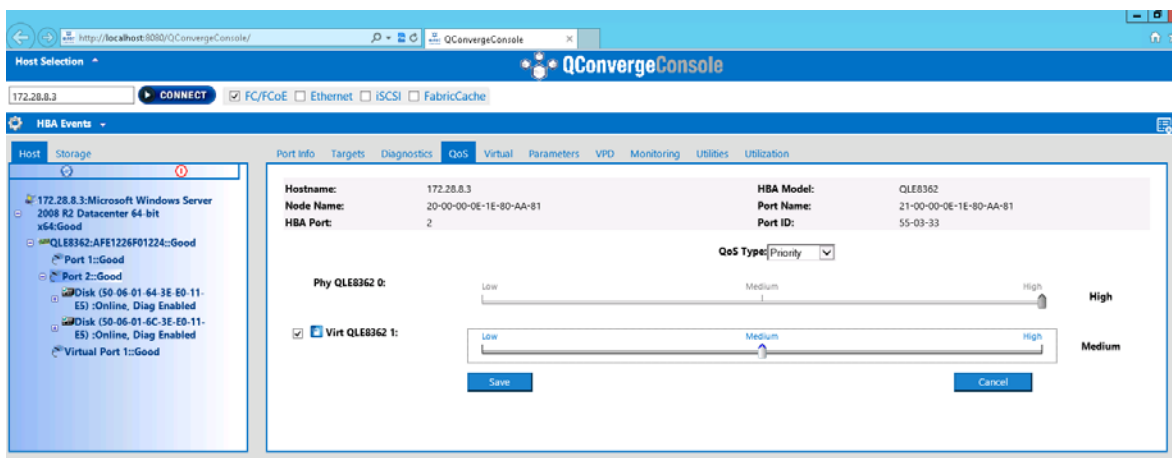 http://localhost:8080/QConvergeConsole/
QConvergeConsole
Host Selection
QConvergeConsole
172.28.8.3
CONNECT
FC/FCoE Ethernet iSCSI FabricCache
HBA Events
Host Storage
Port Info Targets Diagnostics QoS Virtual Parameters VPD Monitoring Utilities Utilization
172.28.8.3:Microsoft Windows Server
2008 R2 Datacenter 64-bit
x64:Good
QLE8362:AFE1226F01224::Good
Port 1::Good
Port 2::Good
Disk (50-06-01-64-3E-E0-11-
E5) :Online, Diag Enabled
Disk (50-06-01-6C-3E-E0-11-
E5) :Online, Diag Enabled
Virtual Port 1::Good
Hostname: 172.28.8.3 HBA Model: QLE8362
Node Name: 20-00-00-0E-1E-80-AA-81 Port Name: 21-00-00-0E-1E-80-AA-81
HBA Port: 2 Port ID: 55-03-33
QoS Type: Priority
Phy QLE8362 0: Low Medium High High
Virt QLE8362 1: Low Medium High Medium
Save Cancel